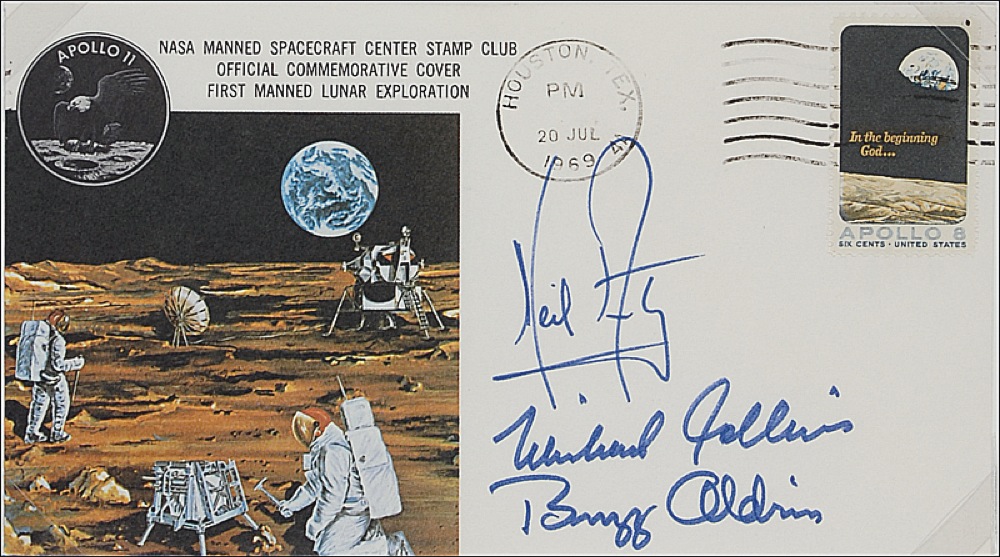 APOLLO 11
NASA MANNED SPACECRAFT CENTER STAMP CLUB
OFFICIAL COMMEMORATIVE COVER
FIRST MANNED LUNAR EXPLORATION
HOUSTON, TEX.
PM
20 JUL
1969
In the beginning
God...
APOLLO 8
SIX CENTS · UNITED STATES
Neil
Michael Collins
Buzz Aldrin